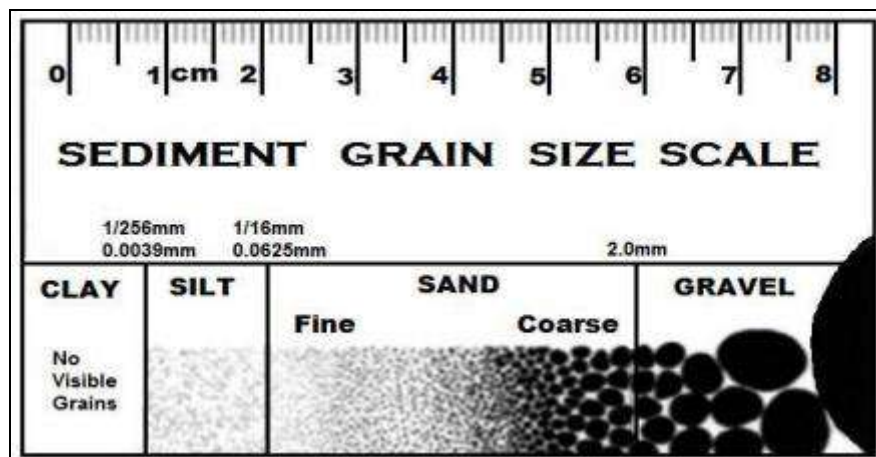 0 1 cm 2 3 4 5 6 7 8
SEDIMENT GRAIN SIZE SCALE
1/256mm 1/16mm
0.0039mm 0.0625mm 2.0mm
CLAY SILT SAND GRAVEL
Fine Coarse
No
Visible
Grains